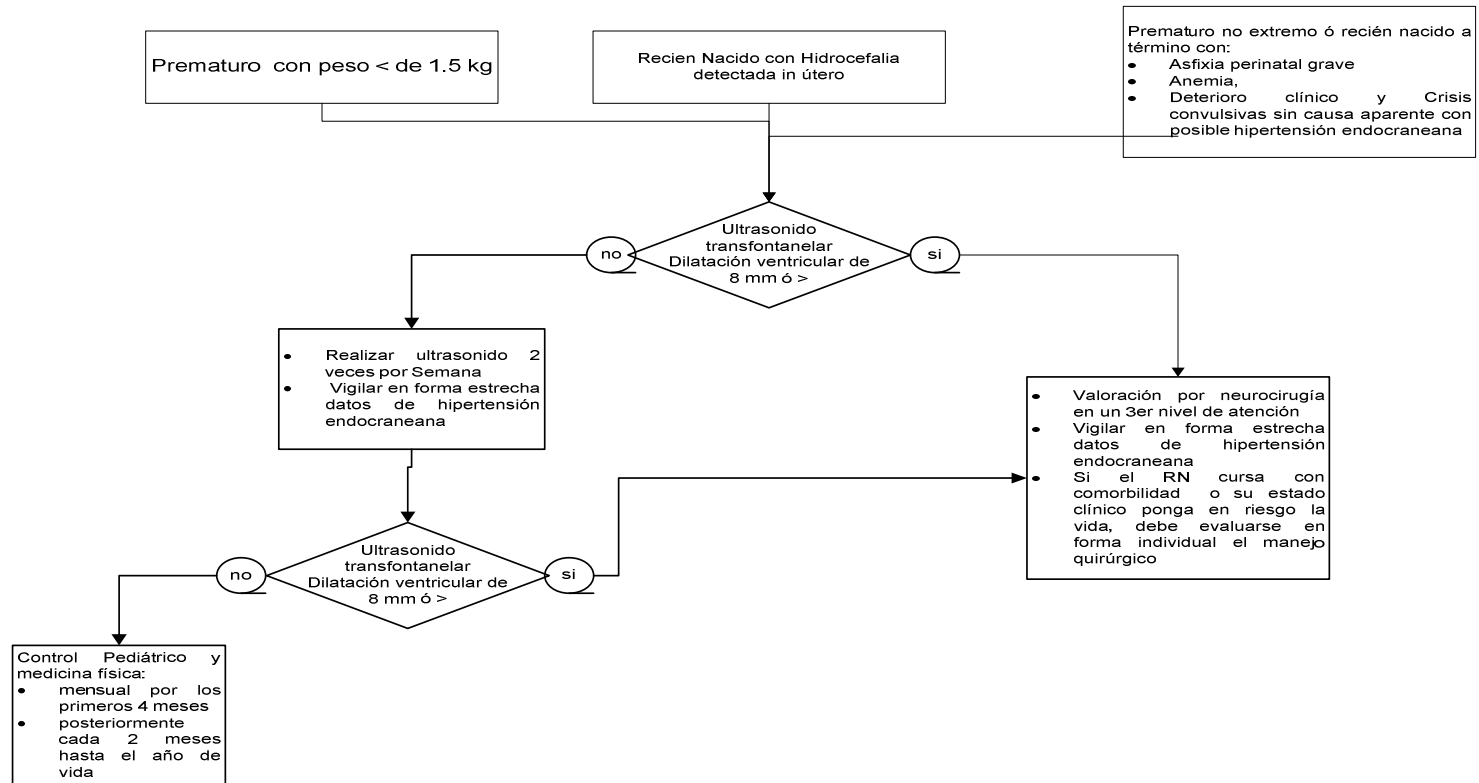 Prematuro con peso < de 1.5 kg
Recien Nacido con Hidrocefalia
detectada in útero
Prematuro no extremo ó recién nacido a
término con:
• Asfixia perinatal grave
• Anemia,
• Deterioro clínico y Crisis
convulsivas sin causa aparente con
posible hipertensión endocraneana
Ultrasonido
transfontanelar
Dilatación ventricular de
8 mm ó >
no
si
• Realizar ultrasonido 2
veces por Semana
• Vigilar en forma estrecha
datos de hipertensión
endocraneana
• Valoración por neurocirugía
en un 3er nivel de atención
• Vigilar en forma estrecha
datos de hipertensión
endocraneana
• Si el RN cursa con
comorbilidad o su estado
clínico ponga en riesgo la
vida, debe evaluarse en
forma individual el manejo
quirúrgico
Ultrasonido
transfontanelar
Dilatación ventricular de
8 mm ó >
no
si
Control Pediátrico y
medicina física:
• mensual por los
primeros 4 meses
• posteriormente
cada 2 meses
hasta el año de
vida